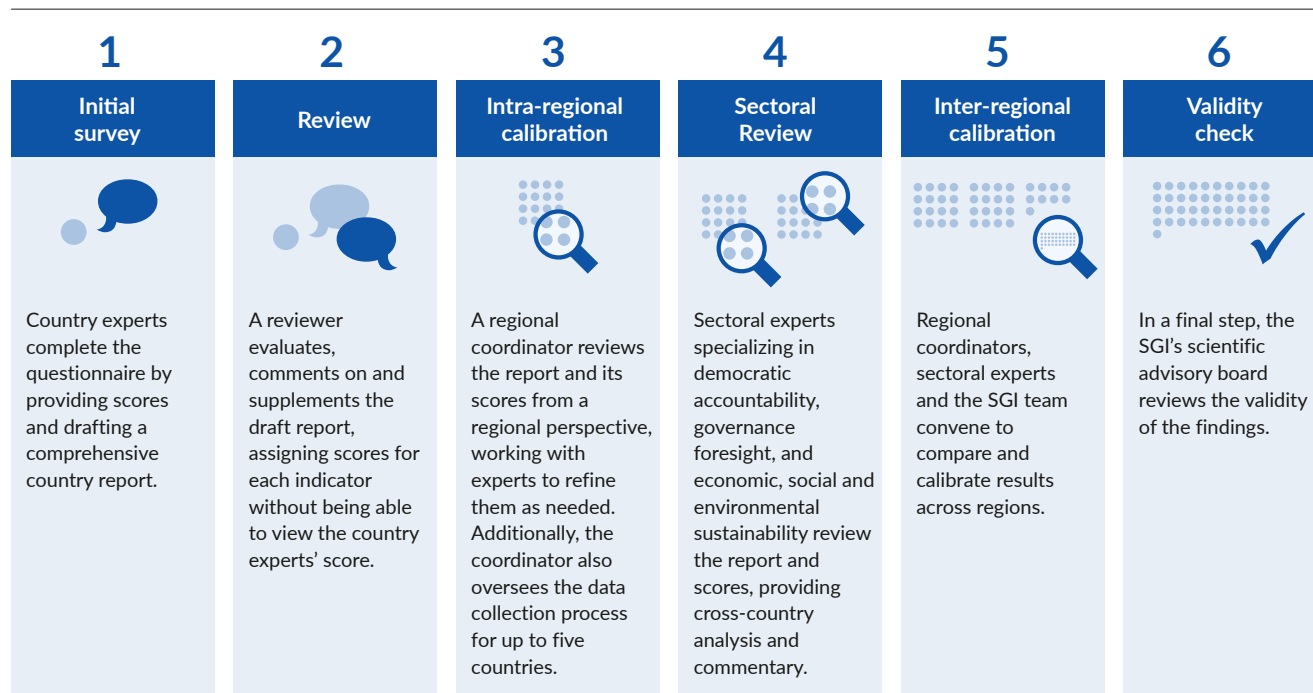 1
Initial
survey
Country experts
complete the
questionnaire by
providing scores
and drafting a
comprehensive
country report.
2
Review
A reviewer
evaluates,
comments on and
supplements the
draft report,
assigning scores for
each indicator
without being able
to view the country
experts’ score.
3
Intra-regional
calibration
A regional
coordinator reviews
the report and its
scores from a
regional perspective,
working with
experts to refine
them as needed.
Additionally, the
coordinator also
oversees the data
collection process
for up to five
countries.
4
Sectoral
Review
Sectoral experts
specializing in
democratic
accountability,
governance
foresight, and
economic, social and
environmental
sustainability review
the report and
scores, providing
cross-country
analysis and
commentary.
5
Inter-regional
calibration
Regional
coordinators,
sectoral experts
and the SGI team
convene to
compare and
calibrate results
across regions.
6
Validity
check
In a final step, the
SGI’s scientific
advisory board
reviews the validity
of the findings.